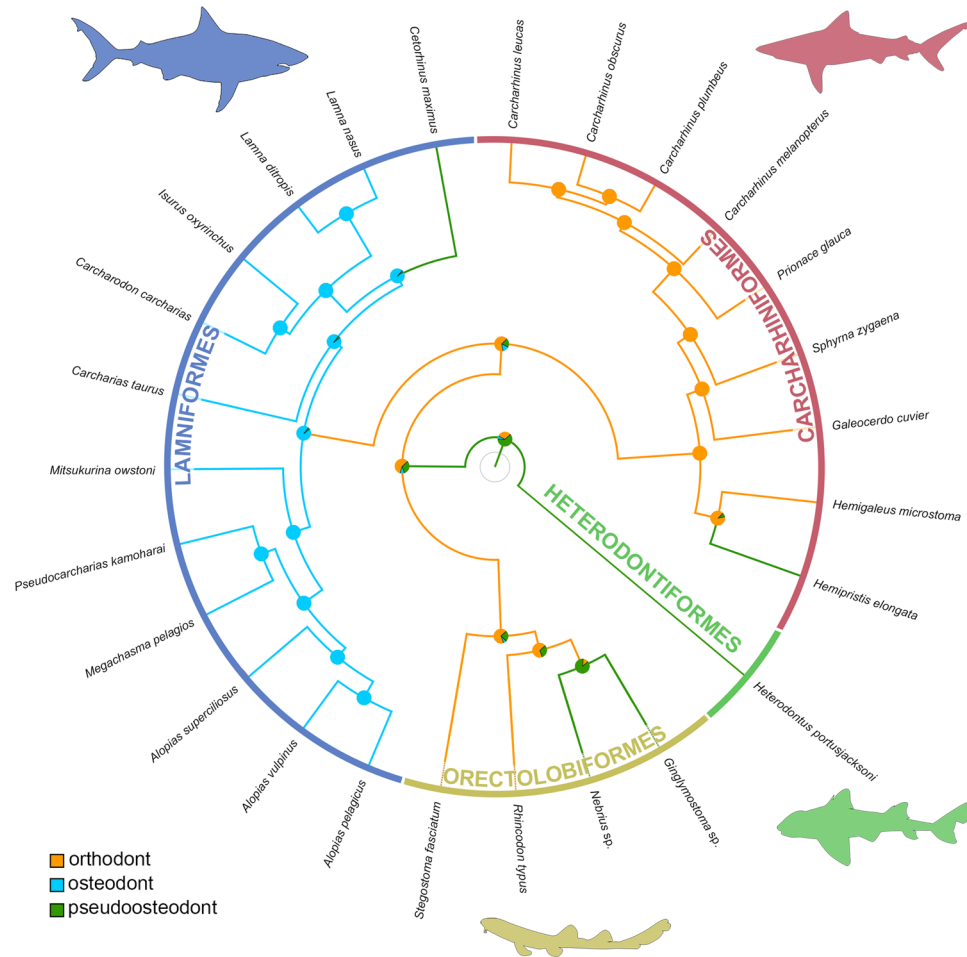 Cetorhinus maximus
Carcharhinus leucas
Carcharhinus obscurus
Carcharhinus plumbeus
Carcharhinus melanopterus
Prionace glauca
Sphyrna zygaena
Galeocerdo cuvier
Hemigaleus microstoma
Hemipristis elongata
Heterodontus portusjacksoni
Ginglymostoma sp.
Nebrius sp.
Rhincodon typus
Stegostoma fasciatum
Alopias pelagicus
Alopias vulpinus
Alopias superciliosus
Megachasma pelagios
Pseudocarcharias kamoharai
Mitsukurina owstoni
Carcharias taurus
Carcharodon carcharias
Isurus oxyrinchus
Lamna ditropis
Lamna nasus
LAMNIFORMES
CARCHARHINIFORMES
HETERODONTIFORMES
ORECTOLOBIFORMES
orthodont
osteodont
pseudoosteodont